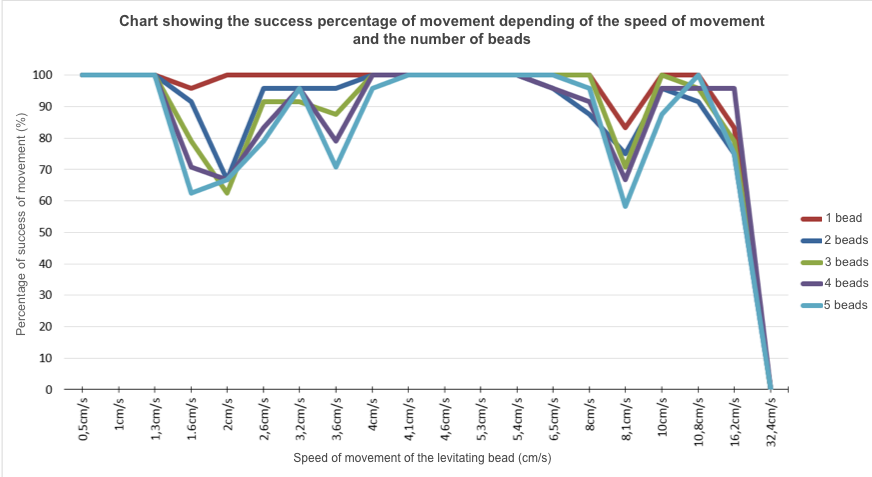 Chart showing the success percentage of movement depending of the speed of movement
and the number of beads
Percentage of success of movement (%)
100
90
80
70
60
50
40
30
20
10
0
0,5cm/s
1cm/s
1,3cm/s
1.6cm/s
2cm/s
2,6cm/s
3,2cm/s
3,6cm/s
4cm/s
4,1cm/s
4,6cm/s
5,3cm/s
5,4cm/s
6,5cm/s
8cm/s
8,1cm/s
10cm/s
10,8cm/s
16,2cm/s
32,4cm/s
Speed of movement of the levitating bead (cm/s)
1 bead
2 beads
3 beads
4 beads
5 beads